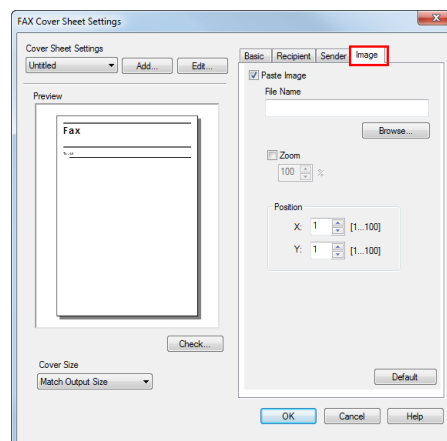 FAX Cover Sheet Settings
Cover Sheet Settings
Untitled
Add...
Edit...
Preview
Fax
Basic
Recipient
Sender
Image
Paste Image
File Name
Browse...
Zoom
100
%
Position
X: 1 [1...100]
Y: 1 [1...100]
Check...
Cover Size
Match Output Size
Default
OK
Cancel
Help